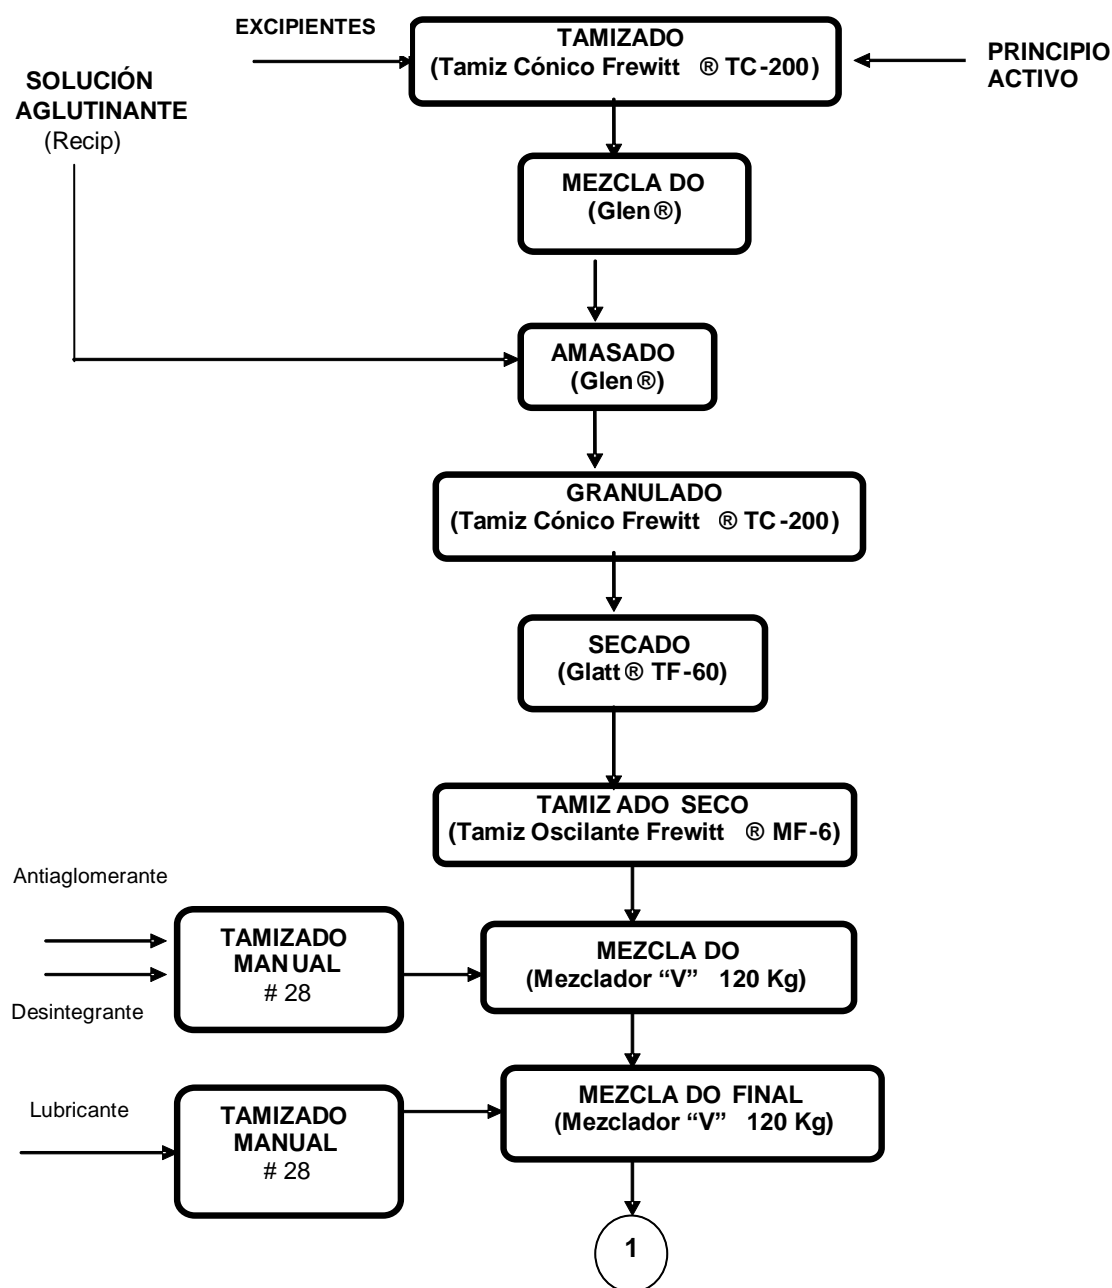 EXCIPIENTES
TAMIZADO
(Tamiz Cónico Frewitt ® TC-200)
PRINCIPIO
ACTIVO
SOLUCIÓN
AGLUTINANTE
(Recip)
MEZCLA DO
(Glen®)
AMASADO
(Glen®)
GRANULADO
(Tamiz Cónico Frewitt ® TC-200)
SECADO
(Glatt® TF-60)
TAMIZ ADO SECO
(Tamiz Oscilante Frewitt ® MF-6)
Antiaglomerante
Desintegrante
TAMIZADO
MANUAL
# 28
MEZCLA DO
(Mezclador “V” 120 Kg)
Lubricante
TAMIZADO
MANUAL
# 28
MEZCLA DO FINAL
(Mezclador “V” 120 Kg)
1